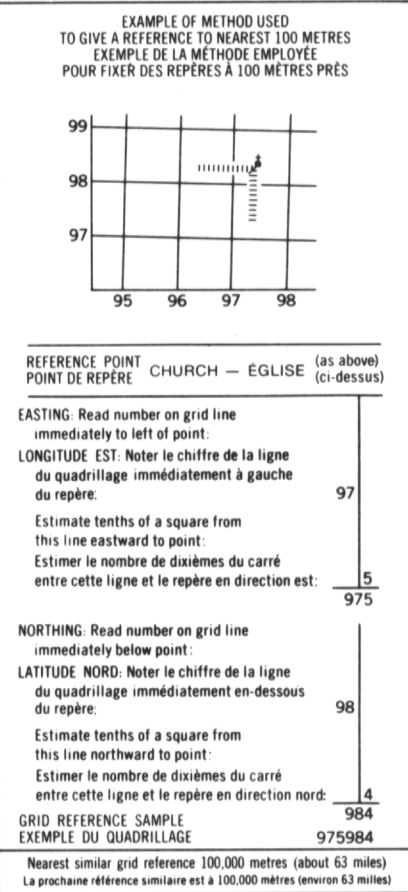 EXAMPLE OF METHOD USED
TO GIVE A REFERENCE TO NEAREST 100 METRES
EXEMPLE DE LA MÉTHODE EMPLOYÉE
POUR FIXER DES REPÈRES À 100 MÈTRES PRÈS
99
98
97
95 96 97 98
REFERENCE POINT CHURCH — ÉGLISE (as above)
POINT DE REPÈRE (ci-dessus)
EASTING: Read number on grid line
immediately to left of point:
LONGITUDE EST: Noter le chiffre de la ligne
du quadrillage immédiatement à gauche
du repère: 97
Estimate tenths of a square from
this line eastward to point:
Estimer le nombre de dixièmes du carré
entre cette ligne et le repère en direction est: 5
975
NORTHING: Read number on grid line
immediately below point:
LATITUDE NORD: Noter le chiffre de la ligne
du quadrillage immédiatement en-dessous
du repère: 98
Estimate tenths of a square from
this line northward to point:
Estimer le nombre de dixièmes du carré
entre cette ligne et le repère en direction nord: 4
984
GRID REFERENCE SAMPLE
EXEMPLE DU QUADRILLAGE 975984
Nearest similar grid reference 100,000 metres (about 63 miles)
La prochaine référence similaire est à 100,000 mètres (environ 63 milles)